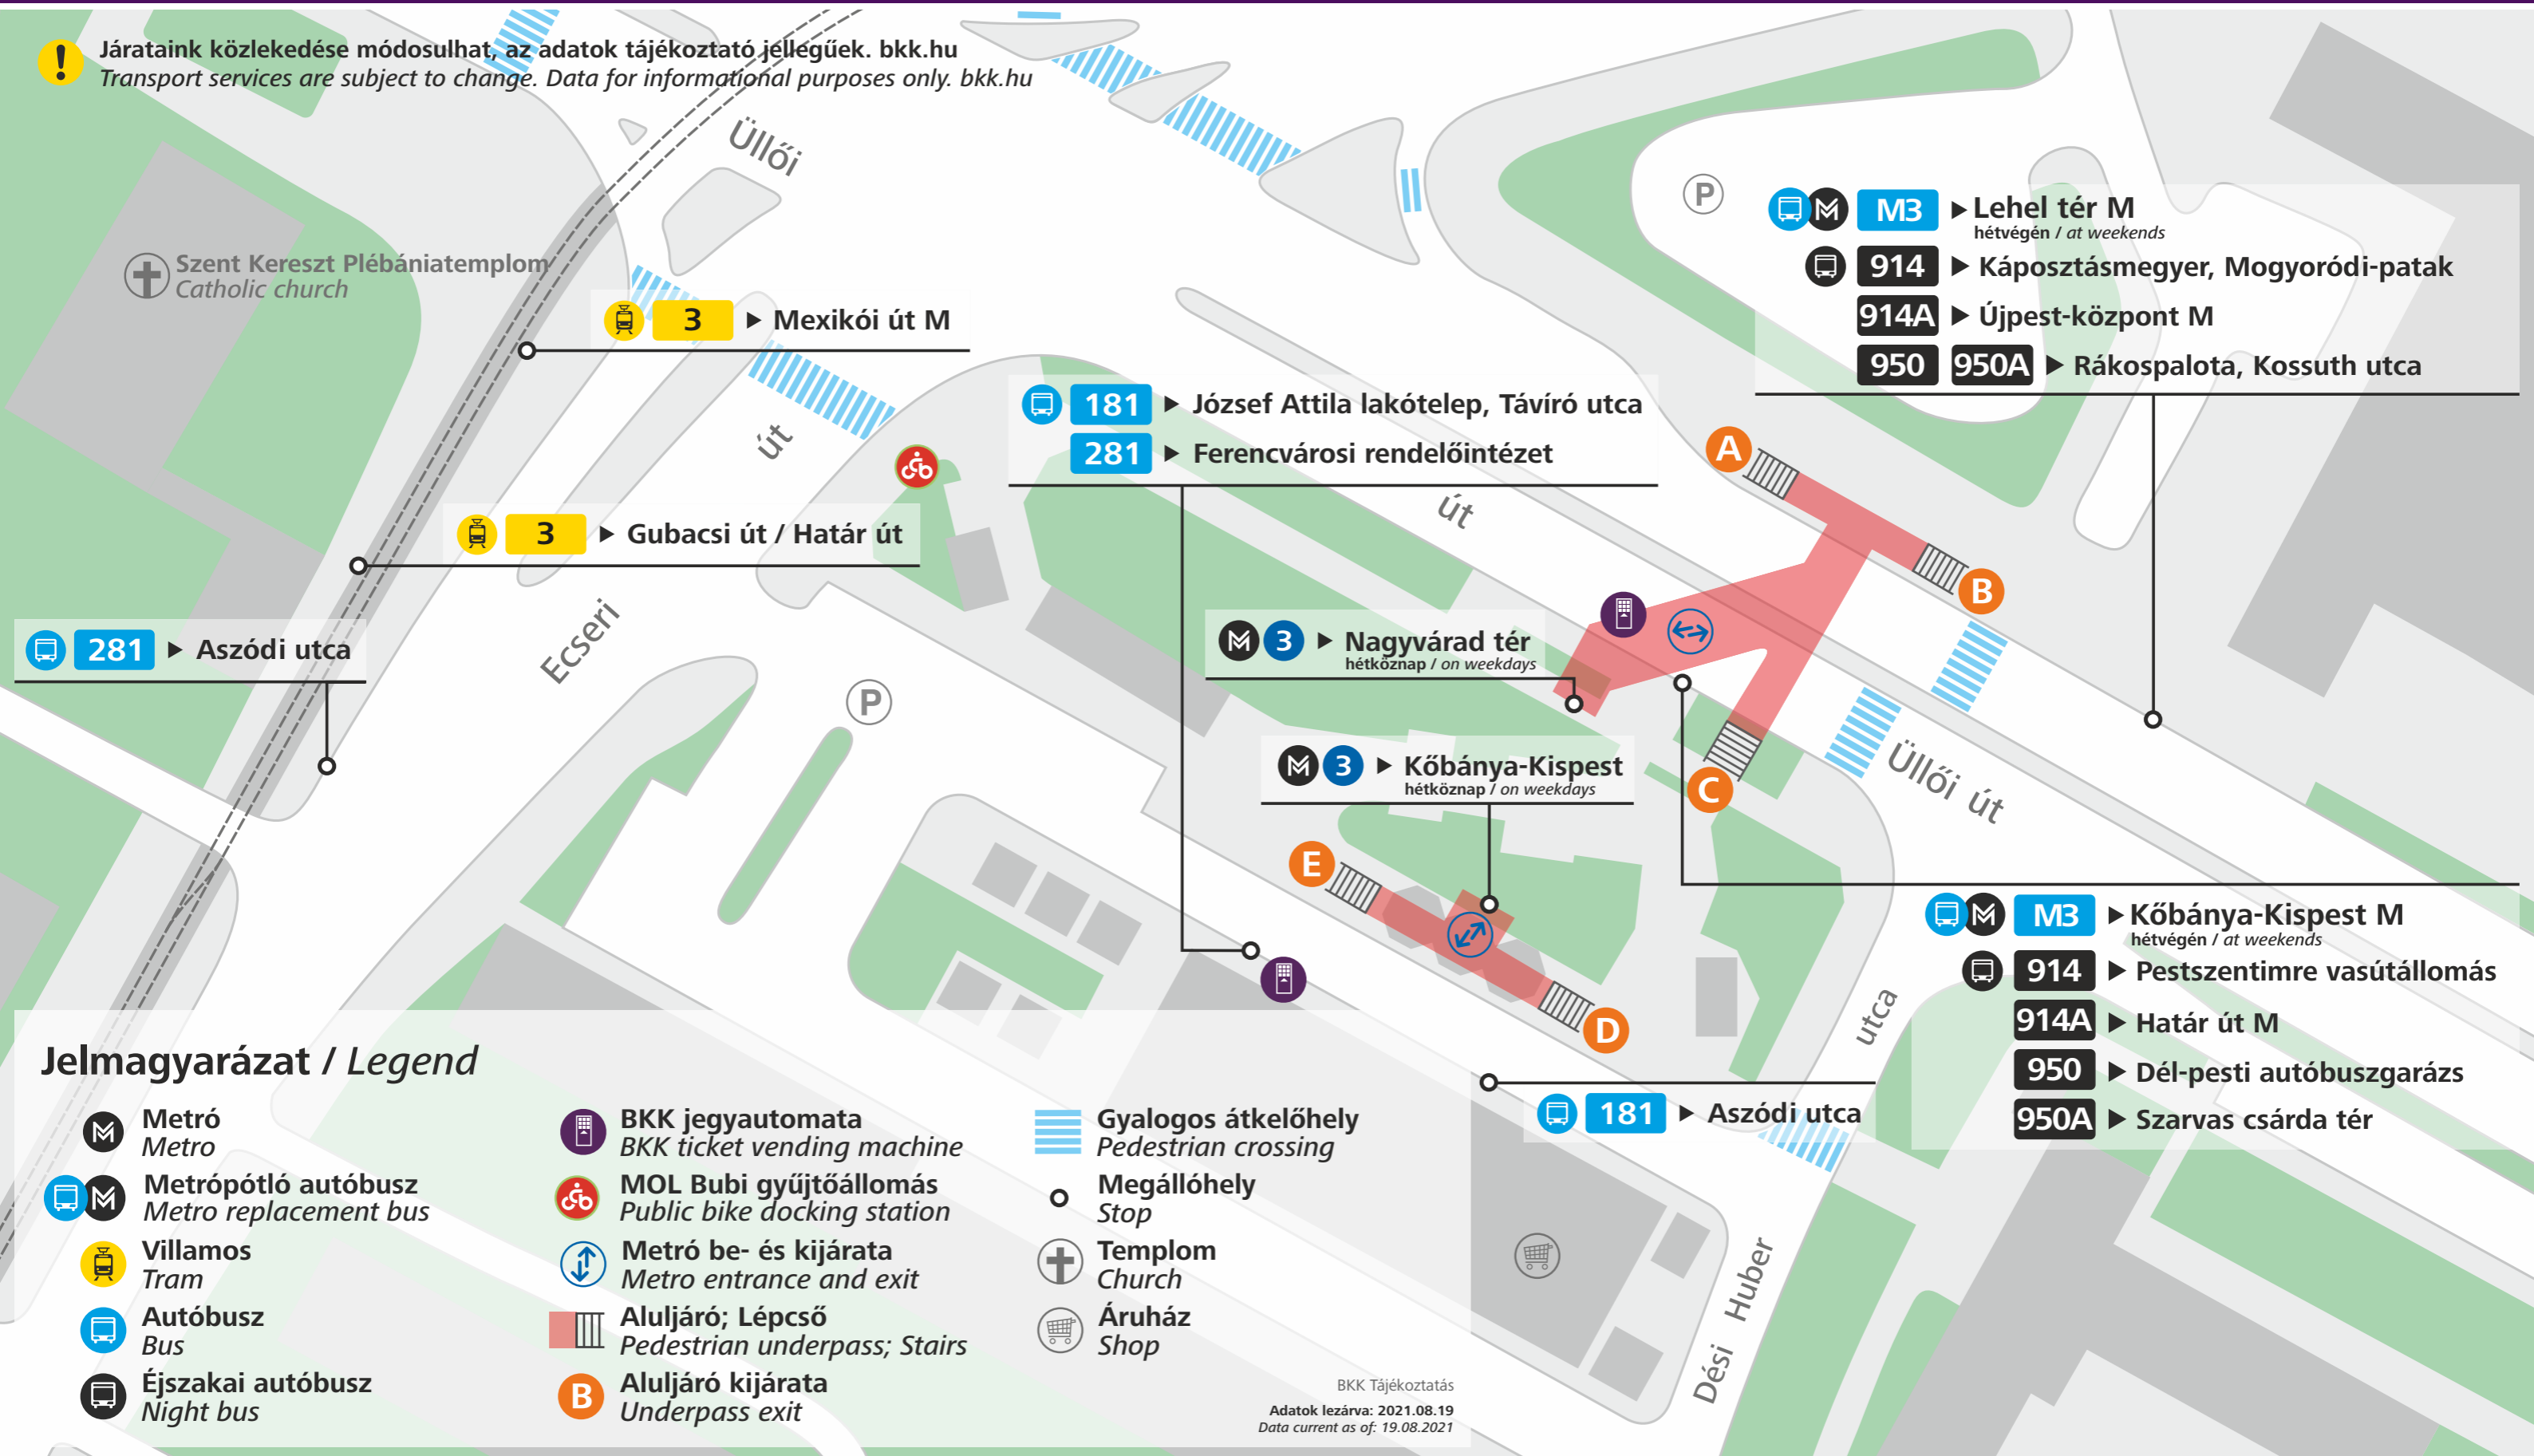 Járataink közlekedése módosulhat, az adatok tájékoztató jellegűek. bkk.hu
Transport services are subject to change. Data for informational purposes only. bkk.hu
Üllői
út
Szent Kereszt Plébániatemplom
Catholic church
3 Mexikói út M
3 Gubacsi út / Határ út
281 Aszódi utca
Ecseri
út
P
181 József Attila lakótelep, Távíró utca
281 Ferencvárosi rendelőintézet
P
M3 Lehel tér M
hétvégén / at weekends
914 Káposztásmegyer, Mogyoródi-patak
914A Újpest-központ M
950 950A Rákospalota, Kossuth utca
A
B
M 3 Nagyvárad tér
hétköznap / on weekdays
M 3 Kőbánya-Kispest
hétköznap / on weekdays
C
Üllői út
E
D
M3 Kőbánya-Kispest M
hétvégén / at weekends
914 Pestszentimre vasútállomás
914A Határ út M
950 Dél-pesti autóbuszgarázs
950A Szarvas csárda tér
181 Aszódi utca
Dési Huber utca
Jelmagyarázat / Legend
Metró
Metro
Metrópótló autóbusz
Metro replacement bus
Villamos
Tram
Autóbusz
Bus
Éjszakai autóbusz
Night bus
BKK jegyautomata
BKK ticket vending machine
MOL Bubi gyűjtőállomás
Public bike docking station
Metró be- és kijárata
Metro entrance and exit
Aluljáró; Lépcső
Pedestrian underpass; Stairs
B Aluljáró kijárata
Underpass exit
Gyalogos átkelőhely
Pedestrian crossing
Megállóhely
Stop
Templom
Church
Áruház
Shop
BKK Tájékoztatás
Adatok lezárva: 2021.08.19
Data current as of: 19.08.2021